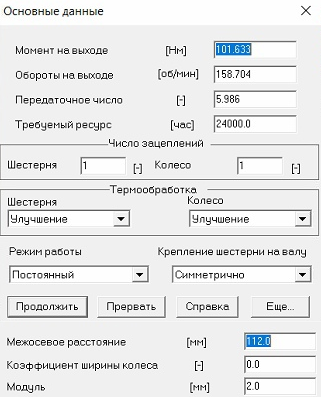 Основные данные
Момент на выходе [Нм] 101.633
Обороты на выходе [об/мин] 158.704
Передаточное число [-] 5.986
Требуемый ресурс [час] 24000.0
Число зацеплений
Шестерня 1 [-] Колесо 1 [-]
Термообработка
Шестерня Колесо
Улучшение Улучшение
Режим работы Крепление шестерни на валу
Постоянный Симметрично
Продолжить Прервать Справка Еще...
Межосевое расстояние [мм] 112.0
Коэффициент ширины колеса [-] 0.0
Модуль [мм] 2.0